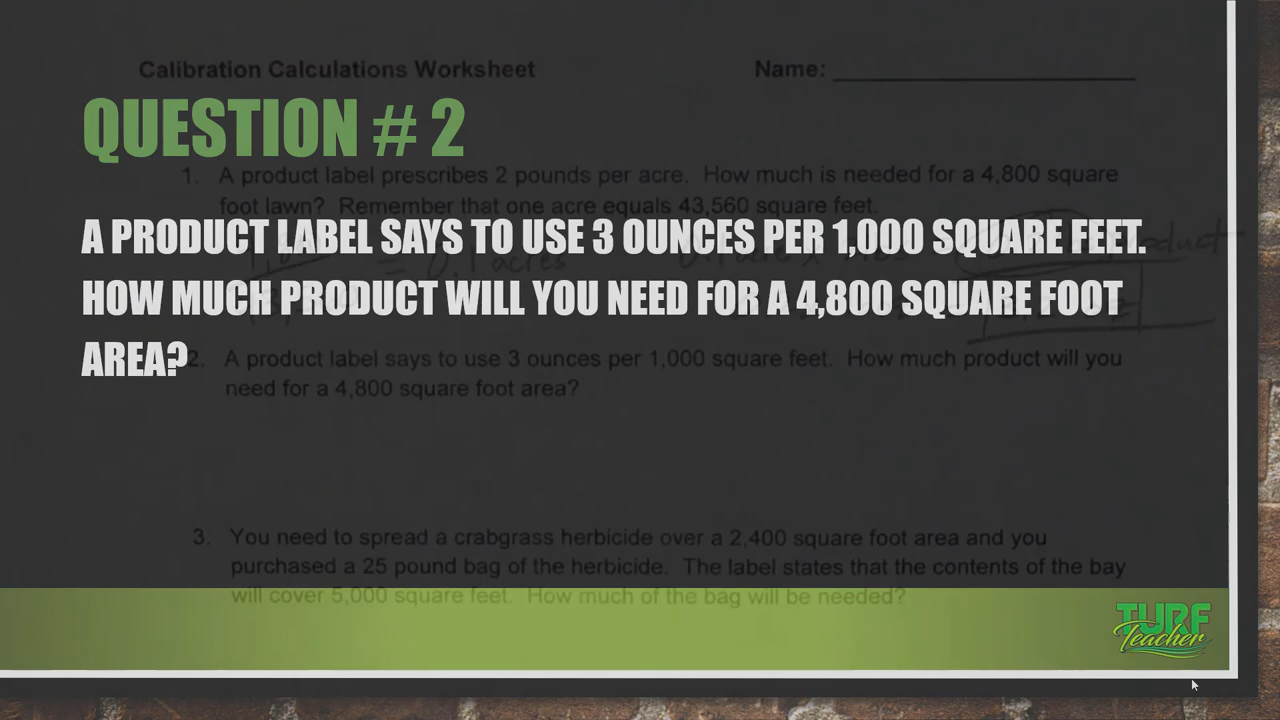 Calibration Calculations Worksheet Name:
QUESTION # 2
1. A product label prescribes 2 pounds per acre. How much is needed for a 4,800 square
foot lawn? Remember that one acre equals 43,560 square feet.
A PRODUCT LABEL SAYS TO USE 3 OUNCES PER 1,000 SQUARE FEET.
= 0.1 acres
product
HOW MUCH PRODUCT WILL YOU NEED FOR A 4,800 SQUARE FOOT
AREA?
2. A product label says to use 3 ounces per 1,000 square feet. How much product will you
need for a 4,800 square foot area?
3. You need to spread a crabgrass herbicide over a 2,400 square foot area and you
purchased a 25 pound bag of the herbicide. The label states that the contents of the bay
will cover 5,000 square feet. How much of the bag will be needed?
TURF
Teacher